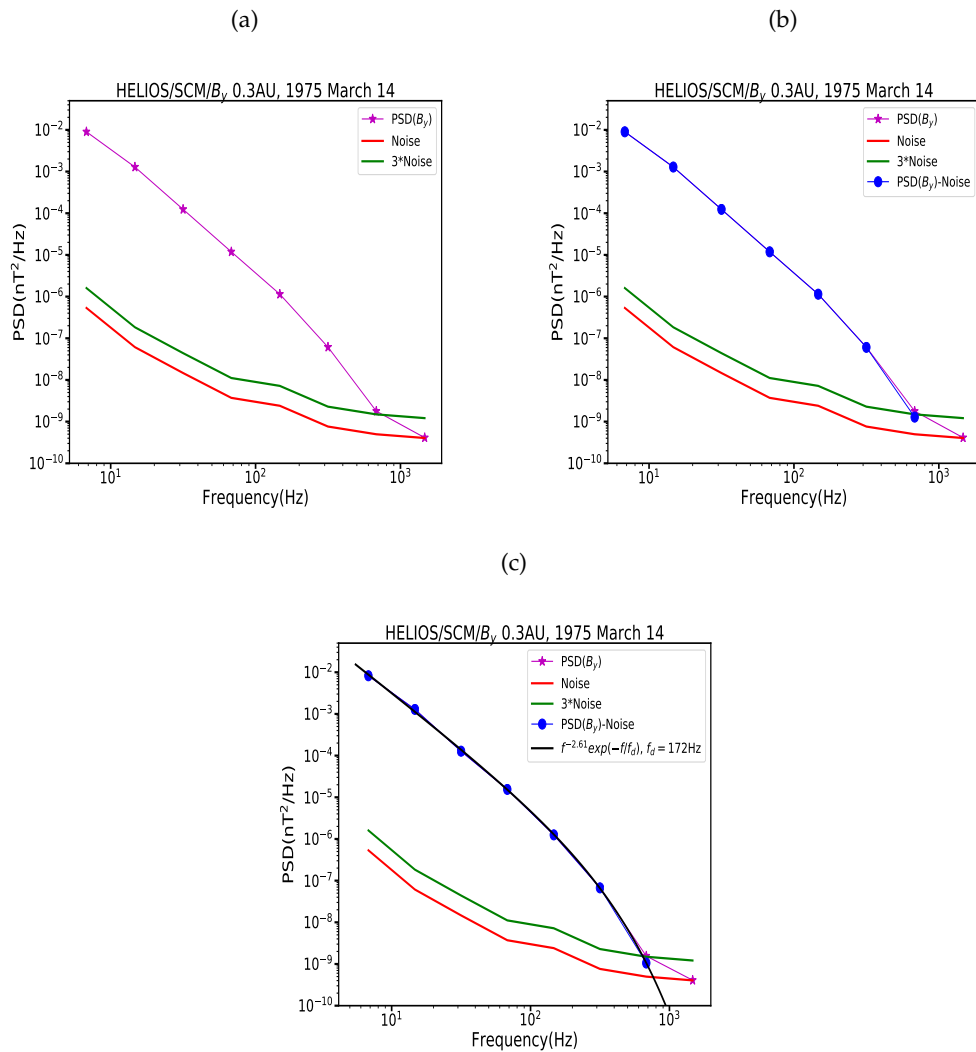 (a)
HELIOS/SCM/B_y 0.3AU, 1975 March 14
PSD(B_y)
Noise
3*Noise
10^-2
10^-3
10^-4
10^-5
10^-6
10^-7
10^-8
10^-9
10^-10
PSD(nT^2/Hz)
10^1
10^2
10^3
Frequency(Hz)
(b)
HELIOS/SCM/B_y 0.3AU, 1975 March 14
PSD(B_y)
Noise
3*Noise
PSD(B_y)-Noise
10^-2
10^-3
10^-4
10^-5
10^-6
10^-7
10^-8
10^-9
10^-10
PSD(nT^2/Hz)
10^1
10^2
10^3
Frequency(Hz)
(c)
HELIOS/SCM/B_y 0.3AU, 1975 March 14
PSD(B_y)
Noise
3*Noise
PSD(B_y)-Noise
f^-2.61 exp(−f/f_d), f_d = 172Hz
10^-2
10^-3
10^-4
10^-5
10^-6
10^-7
10^-8
10^-9
10^-10
PSD(nT^2/Hz)
10^1
10^2
10^3
Frequency(Hz)